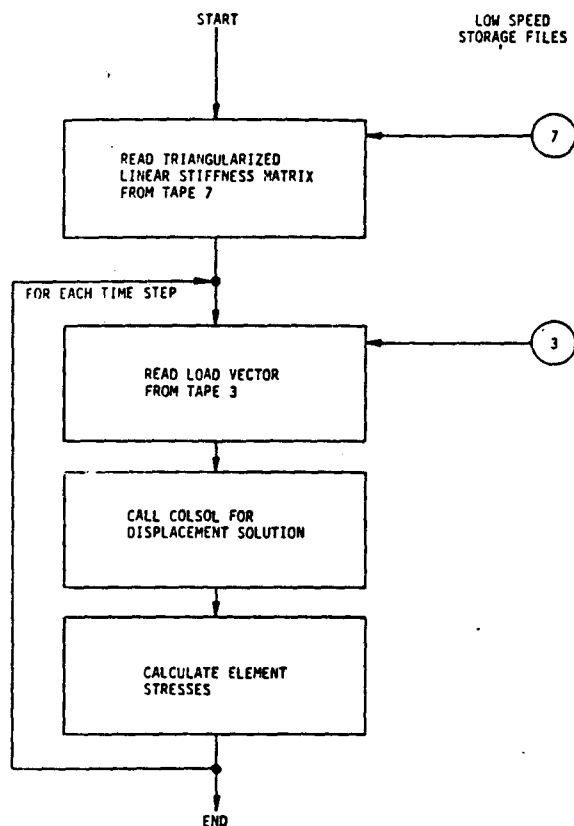 START
LOW SPEED
STORAGE FILES
7
READ TRIANGULARIZED
LINEAR STIFFNESS MATRIX
FROM TAPE 7
FOR EACH TIME STEP
3
READ LOAD VECTOR
FROM TAPE 3
CALL COLSOL FOR
DISPLACEMENT SOLUTION
CALCULATE ELEMENT
STRESSES
END